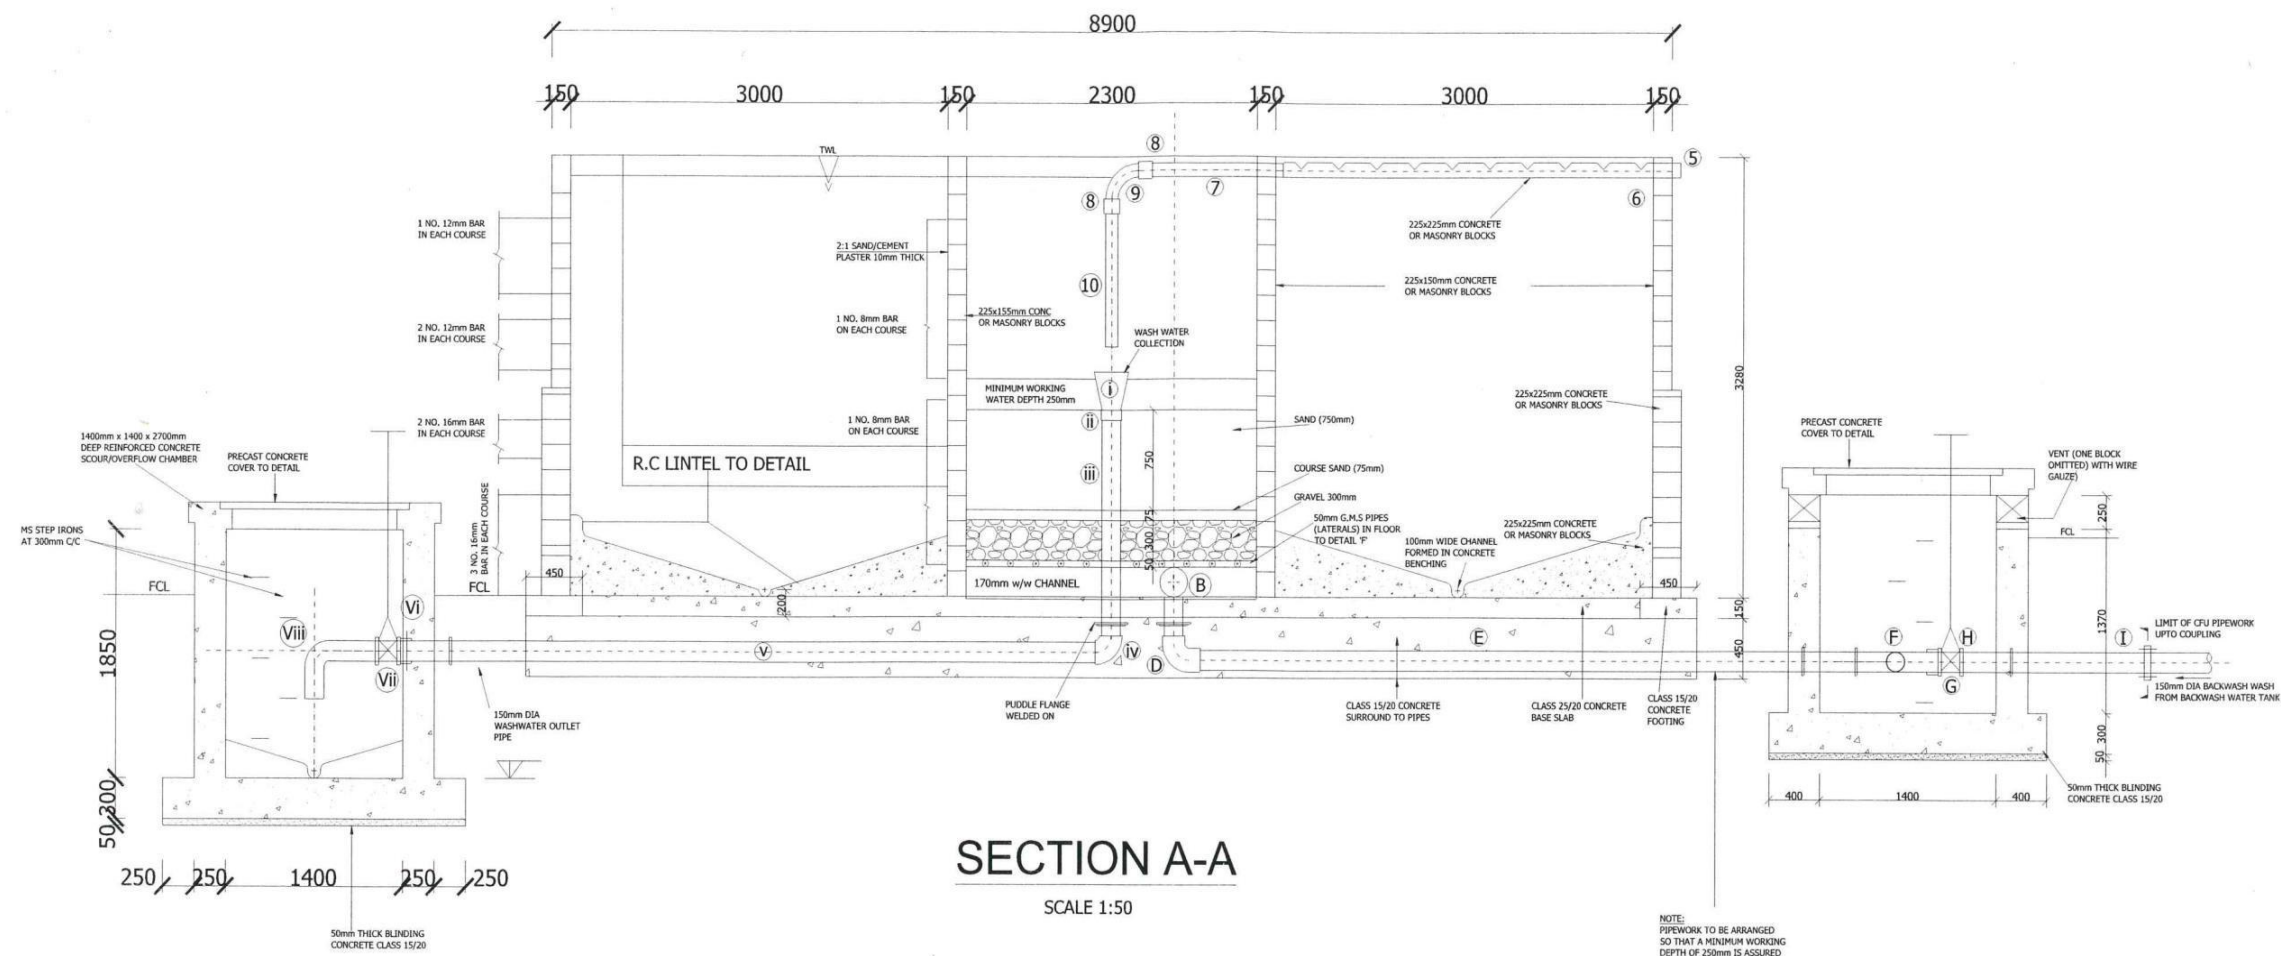 8900
150
3000
150
2300
150
3000
150
TWL
8
5
9
7
8
6
10
1 NO. 12mm BAR
IN EACH COURSE
2:1 SAND/CEMENT
PLASTER 10mm THICK
225x225mm CONCRETE
OR MASONRY BLOCKS
225x150mm CONCRETE
OR MASONRY BLOCKS
2 NO. 12mm BAR
IN EACH COURSE
1 NO. 8mm BAR
ON EACH COURSE
225x155mm CONC
OR MASONRY BLOCKS
WASH WATER
COLLECTION
3280
MINIMUM WORKING
WATER DEPTH 250mm
i
ii
iii
225x225mm CONCRETE
OR MASONRY BLOCKS
2 NO. 16mm BAR
IN EACH COURSE
1 NO. 8mm BAR
ON EACH COURSE
SAND (750mm)
750
1400mm x 1400 x 2700mm
DEEP REINFORCED CONCRETE
SCOUR/OVERFLOW CHAMBER
PRECAST CONCRETE
COVER TO DETAIL
R.C LINTEL TO DETAIL
COURSE SAND (75mm)
75
GRAVEL 300mm
300
50mm G.M.S PIPES
(LATERALS) IN FLOOR
TO DETAIL 'F'
50
PRECAST CONCRETE
COVER TO DETAIL
VENT (ONE BLOCK
OMITTED) WITH WIRE
GAUZE)
250
FCL
MS STEP IRONS
AT 300mm C/C
3 NO. 16mm
BAR IN EACH COURSE
225x225mm CONCRETE
OR MASONRY BLOCKS
100mm WIDE CHANNEL
FORMED IN CONCRETE
BENCHING
450
170mm w/w CHANNEL
B
450
FCL
FCL
200
150
1370
Vi
Viii
Vii
v
iv
D
E
450
F
H
G
I
LIMIT OF CFU PIPEWORK
UPTO COUPLING
150mm DIA BACKWASH WASH
FROM BACKWASH WATER TANK
1850
150mm DIA
WASHWATER OUTLET
PIPE
PUDDLE FLANGE
WELDED ON
CLASS 15/20 CONCRETE
SURROUND TO PIPES
CLASS 25/20 CONCRETE
BASE SLAB
CLASS 15/20
CONCRETE
FOOTING
300
50
300
50
400
1400
400
50mm THICK BLINDING
CONCRETE CLASS 15/20
250
250
1400
250
250
50mm THICK BLINDING
CONCRETE CLASS 15/20
SECTION A-A
SCALE 1:50
NOTE:
PIPEWORK TO BE ARRANGED
SO THAT A MINIMUM WORKING
DEPTH OF 250mm IS ASSURED